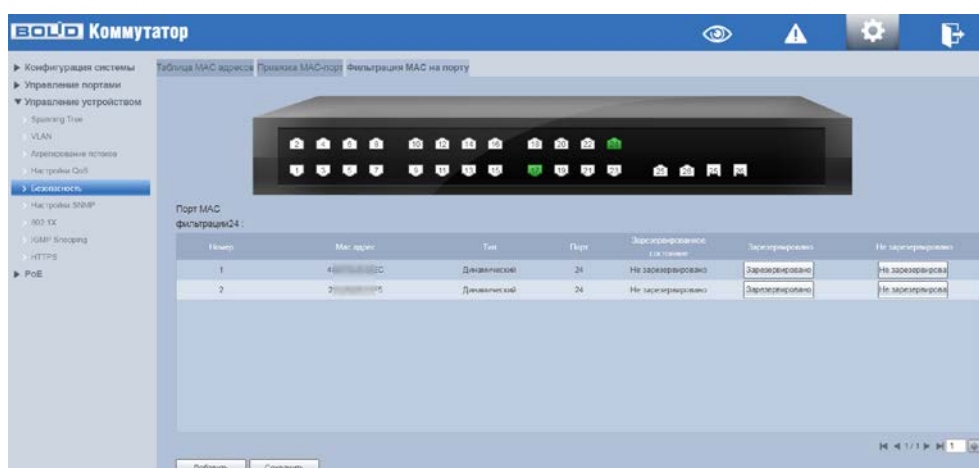 BOLID Коммутатор
Конфигурация системы
Управление портами
Управление устройством
Spanning Tree
VLAN
Агрегирование потоков
Настройки QoS
Безопасность
Настройки SNMP
802.1X
IGMP Snooping
HTTPS
PoE
Таблица MAC адресов Привязка MAC-порт Фильтрация MAC на порту
2 4 6 8 10 12 14 16 18 20 22 24
1 3 5 7 9 11 13 15 17 19 21 23 25 26 25 26
Порт MAC
фильтрации24 :
Номер Mac адрес Тип Порт Зарезервированное состояние Зарезервировано Не зарезервировано
1 Динамический 24 Не зарезервировано Зарезервировано Не зарезервирова
2 Динамический 24 Не зарезервировано Зарезервировано Не зарезервирова
1 / 1 1
Добавить Сохранить